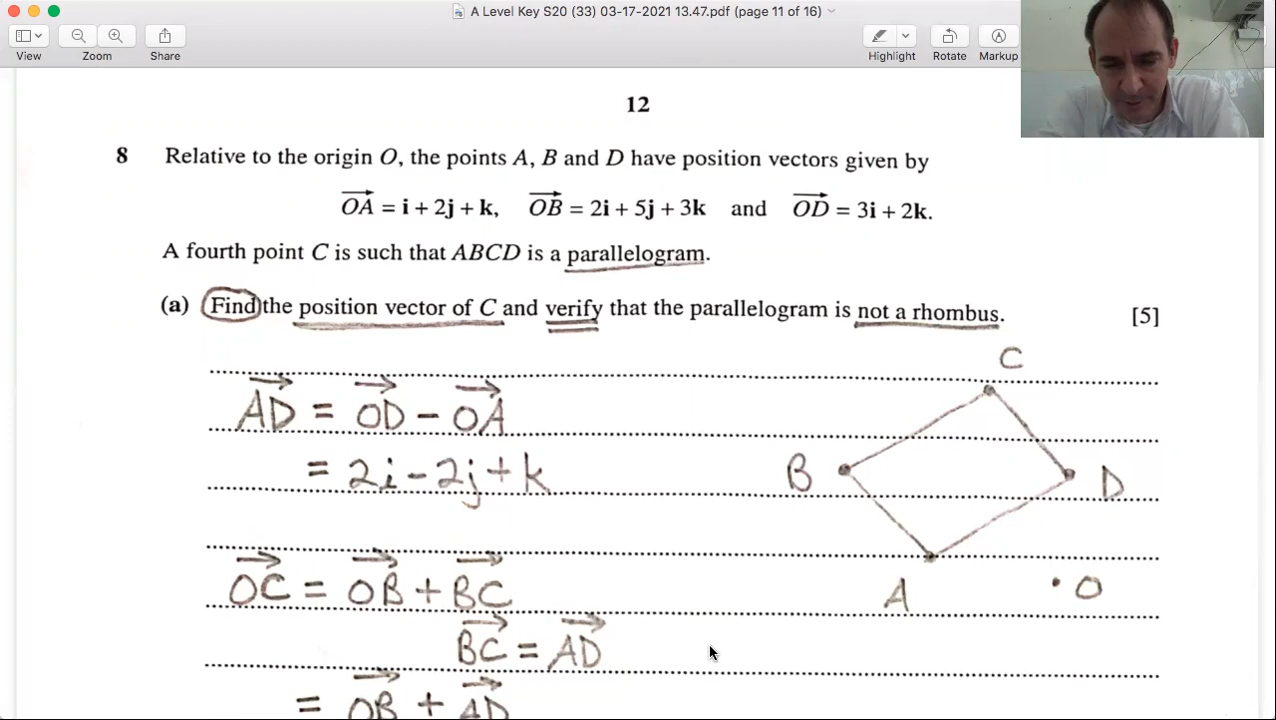 A Level Key S20 (33) 03-17-2021 13.47.pdf (page 11 of 16)
View Zoom Share Highlight Rotate Markup
12
8 Relative to the origin O, the points A, B and D have position vectors given by
OA = i + 2j + k, OB = 2i + 5j + 3k and OD = 3i + 2k.
A fourth point C is such that ABCD is a parallelogram.
(a) Find the position vector of C and verify that the parallelogram is not a rhombus. [5]
C
AD = OD - OA
= 2i - 2j + k
B D
OC = OB + BC
A O
BC = AD
= OB + AD